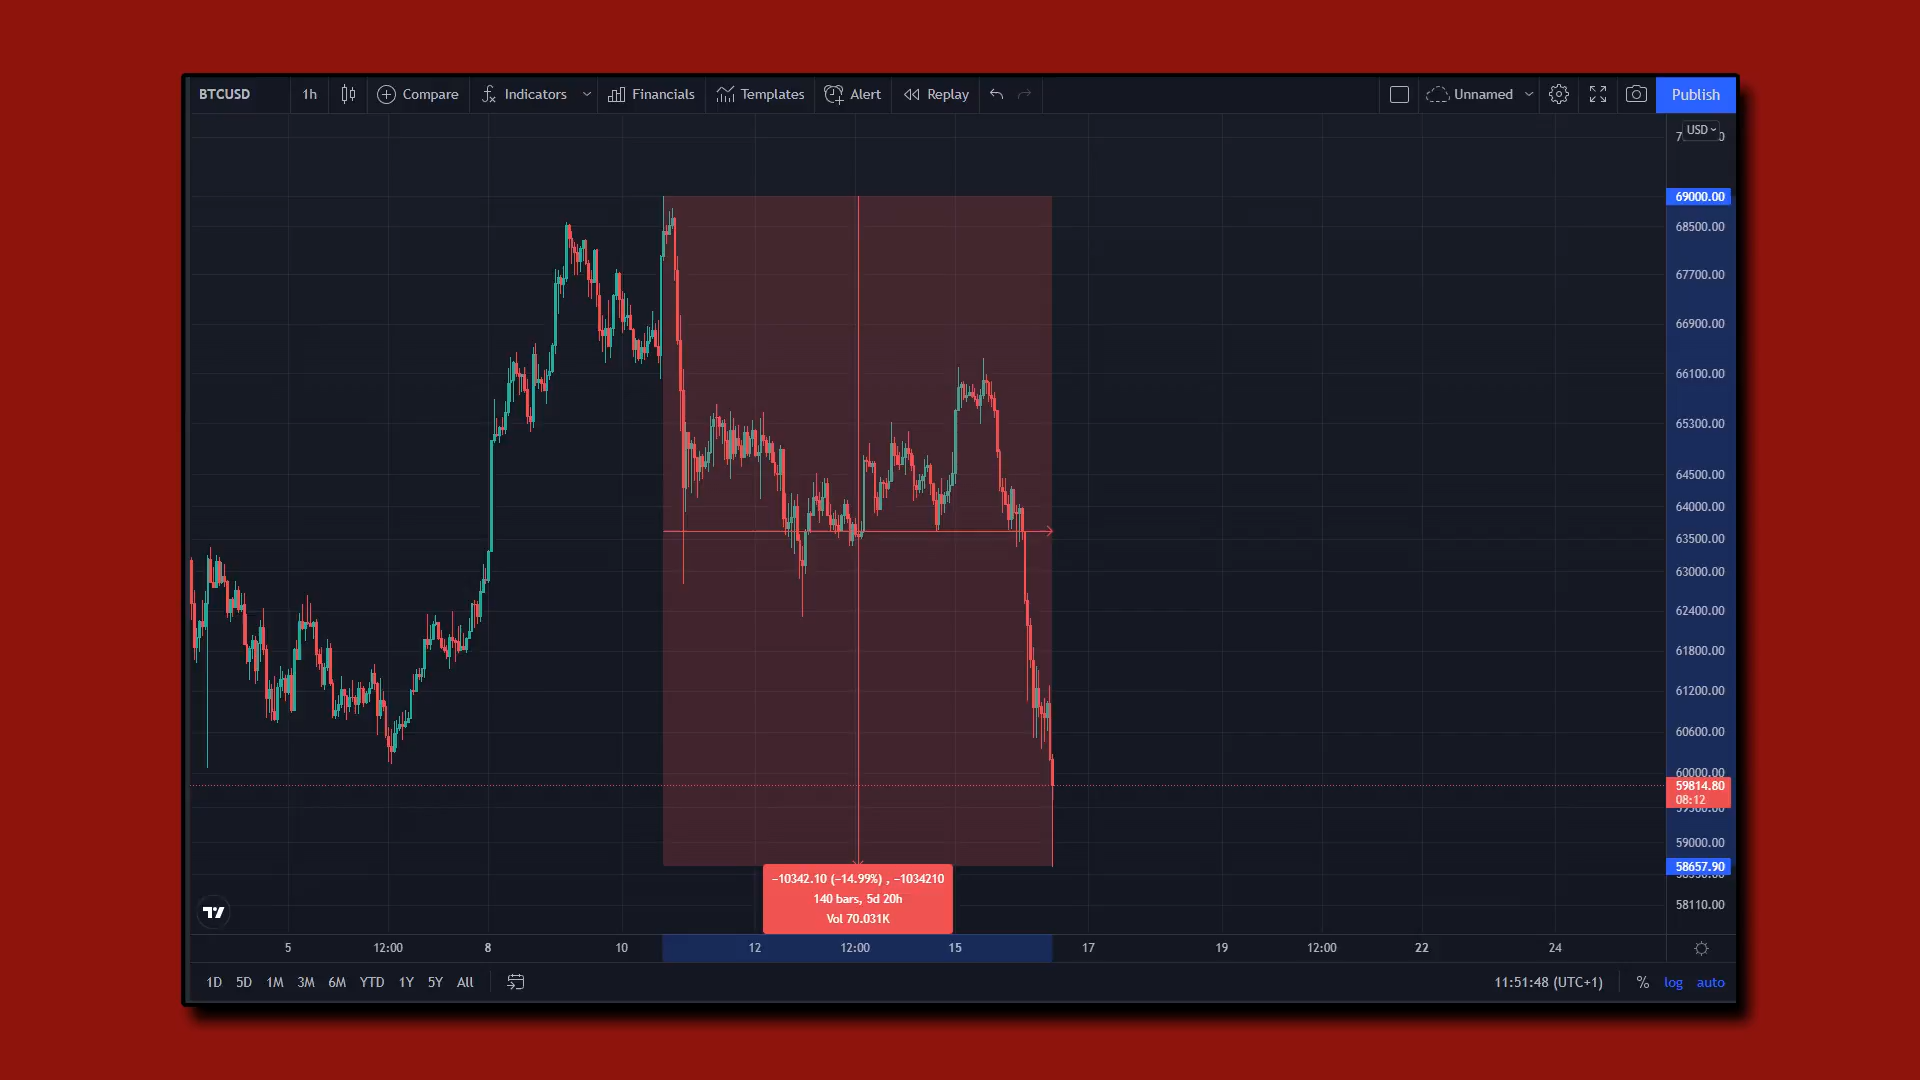 BTCUSD 1h Compare Indicators Financials Templates Alert Replay Unnamed Publish
USD
69000.00
68500.00
67700.00
66900.00
66100.00
65300.00
64500.00
64000.00
63500.00
63000.00
62400.00
61800.00
61200.00
60600.00
60000.00
59814.80
08:12
59000.00
58657.90
58110.00
−10342.10 (−14.99%) , −1034210
140 bars, 5d 20h
Vol 70.031K
5 12:00 8 10 12 12:00 15 17 19 12:00 22 24
1D 5D 1M 3M 6M YTD 1Y 5Y All 11:51:48 (UTC+1) % log auto